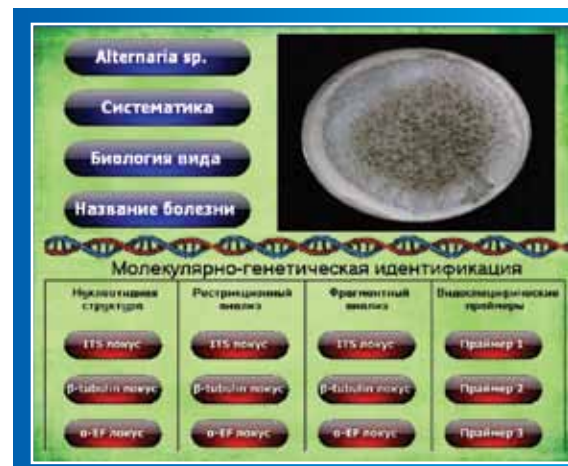 Alternaria sp.
Систематика
Биология вида
Название болезни
Молекулярно-генетическая идентификация
Нуклеотидная
структура
Рестрикционный
анализ
Фрагментный
анализ
Видоспецифические
праймеры
ITS локус
ITS локус
ITS локус
Праймер 1
β-tubulin локус
β-tubulin локус
β-tubulin локус
Праймер 2
α-EF локус
α-EF локус
α-EF локус
Праймер 3